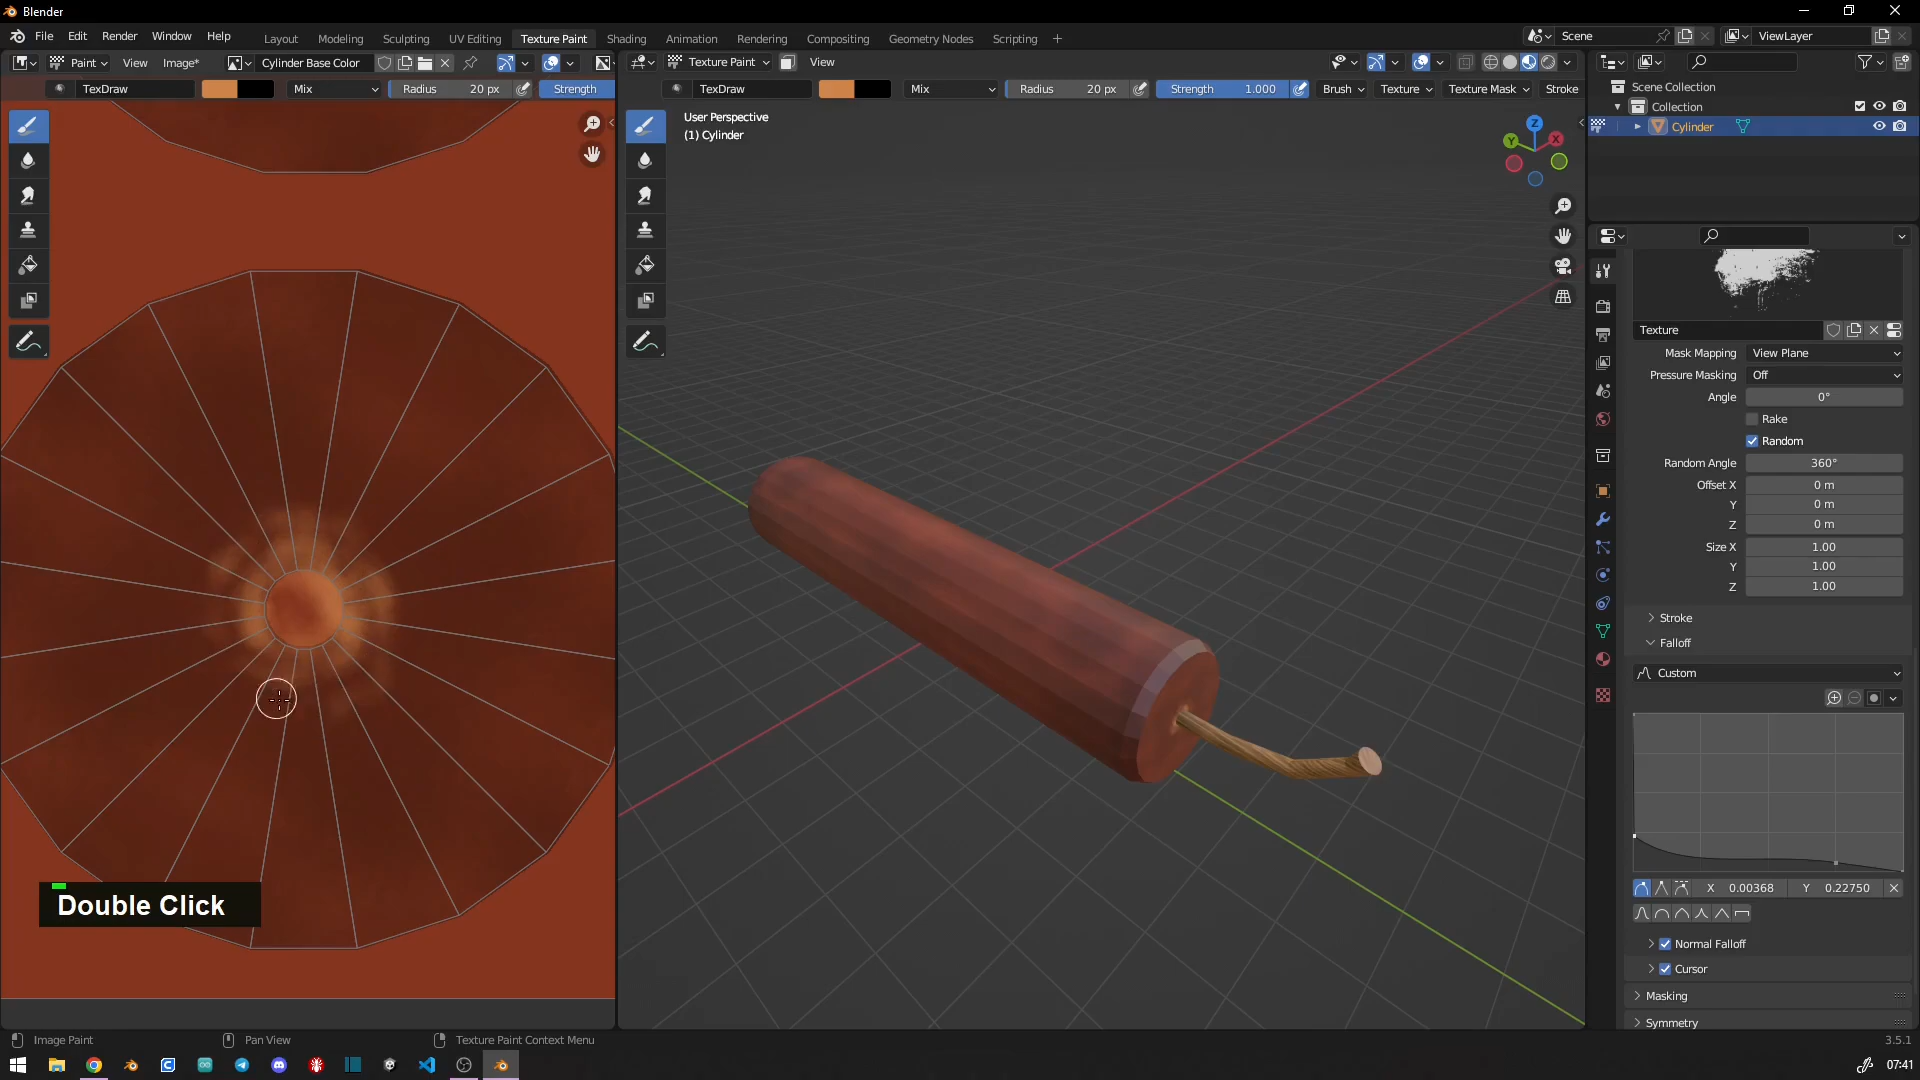 Blender
File Edit Render Window Help Layout Modeling Sculpting UV Editing Texture Paint Shading Animation Rendering Compositing Geometry Nodes Scripting Scene ViewLayer
Paint View Image* Cylinder Base Color Texture Paint View
TexDraw Mix Radius 20 px Strength TexDraw Mix Radius 20 px Strength 1.000 Brush Texture Texture Mask Stroke
Scene Collection
Collection
Cylinder
User Perspective
(1) Cylinder
Z
Y
X
Texture
Mask Mapping View Plane
Pressure Masking Off
Angle 0°
Rake
Random
Random Angle 360°
Offset X 0 m
Y 0 m
Z 0 m
Size X 1.00
Y 1.00
Z 1.00
Stroke
Falloff
Custom
X 0.00368 Y 0.22750
Normal Falloff
Cursor
Masking
Symmetry
Double Click
Image Paint Pan View Texture Paint Context Menu 3.5.1
07:41